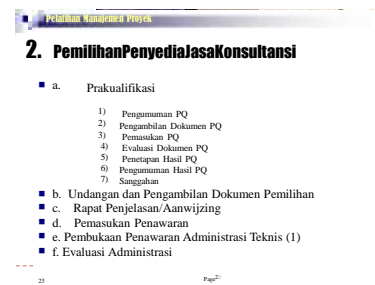 Pelatihan Manajemen Proyek
2. PemilihanPenyediaJasaKonsultansi
a. Prakualifikasi
1) Pengumuman PQ
2) Pengambilan Dokumen PQ
3) Pemasukan PQ
4) Evaluasi Dokumen PQ
5) Penetapan Hasil PQ
6) Pengumuman Hasil PQ
7) Sanggahan
b. Undangan dan Pengambilan Dokumen Pemilihan
c. Rapat Penjelasan/Aanwijzing
d. Pemasukan Penawaran
e. Pembukaan Penawaran Administrasi Teknis (1)
f. Evaluasi Administrasi
23 Page